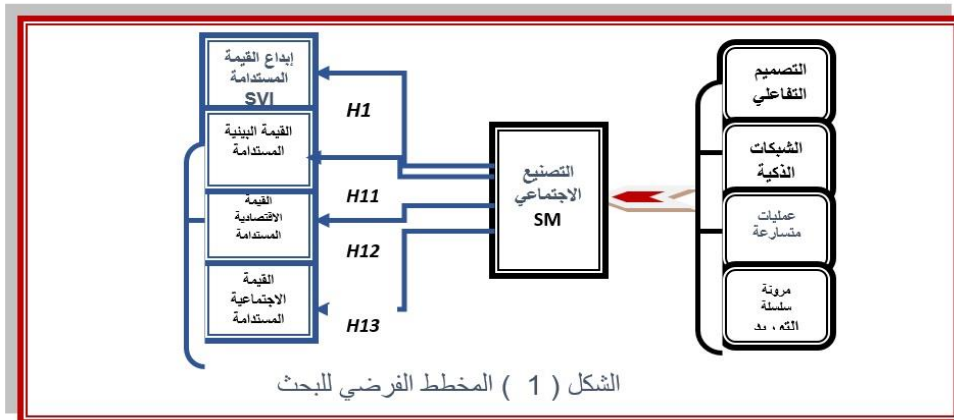 التصميم
التفاعلي
الشبكات
الذكية
عمليات
متسارعة
مرونة
سلسلة
التوريد
التصنيع
الاجتماعي
SM
H1
H11
H12
H13
إبداع القيمة
المستدامة
SVI
القيمة البيئية
المستدامة
القيمة
الاقتصادية
المستدامة
القيمة
الاجتماعية
المستدامة
الشكل ( 1 ) المخطط الفرضي للبحث